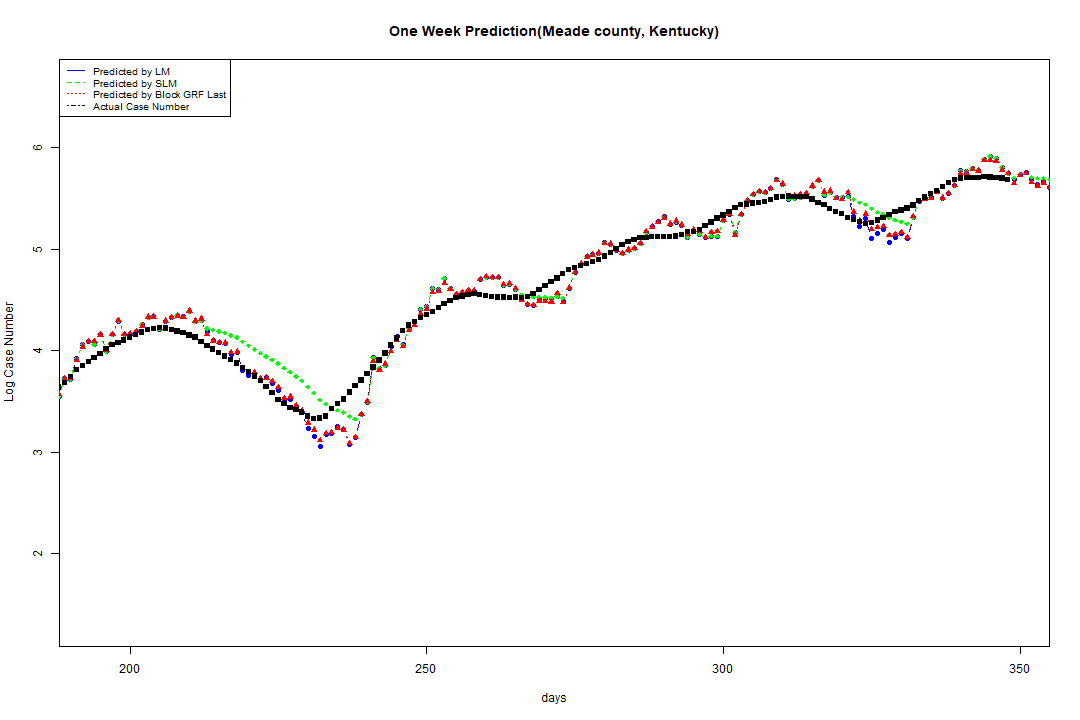 One Week Prediction(Meade county, Kentucky)
Predicted by LM
Predicted by SLM
Predicted by Block GRF Last
Actual Case Number
6
5
4
3
2
Log Case Number
200
250
300
350
days